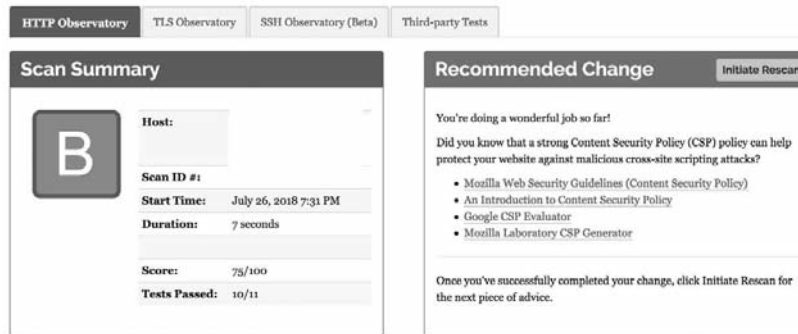 HTTP Observatory
TLS Observatory
SSH Observatory (Beta)
Third-party Tests
Scan Summary
B
Host:
Scan ID #:
Start Time: July 26, 2018 7:31 PM
Duration: 7 seconds
Score: 75/100
Tests Passed: 10/11
Recommended Change
Initiate Rescan
You're doing a wonderful job so far!
Did you know that a strong Content Security Policy (CSP) policy can help
protect your website against malicious cross-site scripting attacks?
• Mozilla Web Security Guidelines (Content Security Policy)
• An Introduction to Content Security Policy
• Google CSP Evaluator
• Mozilla Laboratory CSP Generator
Once you've successfully completed your change, click Initiate Rescan for
the next piece of advice.